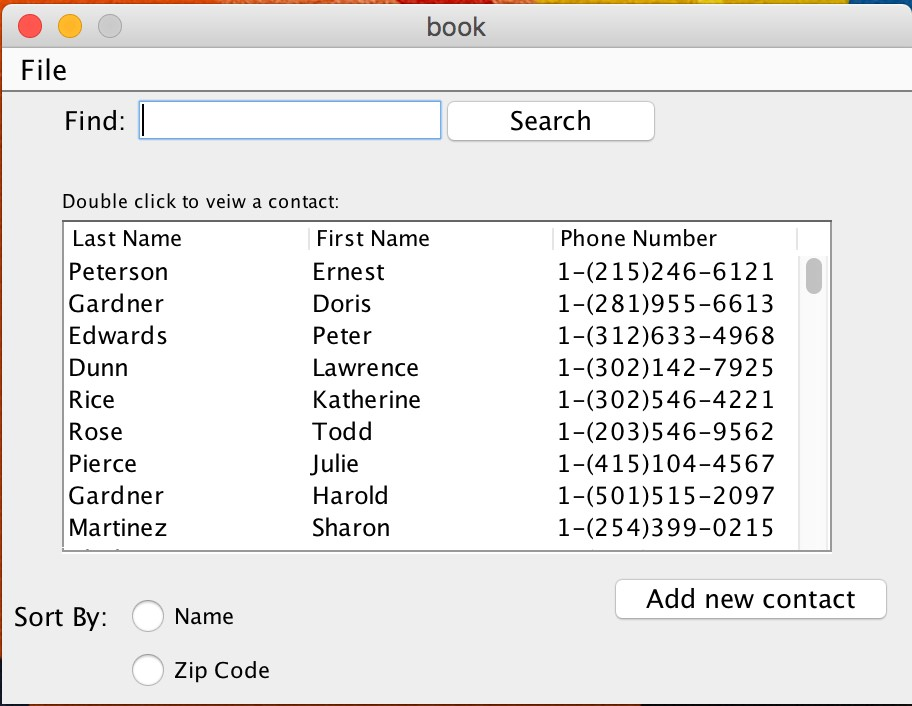 book
File
Find: Search
Double click to veiw a contact:
Last Name First Name Phone Number
Peterson Ernest 1-(215)246-6121
Gardner Doris 1-(281)955-6613
Edwards Peter 1-(312)633-4968
Dunn Lawrence 1-(302)142-7925
Rice Katherine 1-(302)546-4221
Rose Todd 1-(203)546-9562
Pierce Julie 1-(415)104-4567
Gardner Harold 1-(501)515-2097
Martinez Sharon 1-(254)399-0215
Add new contact
Sort By: Name
Zip Code